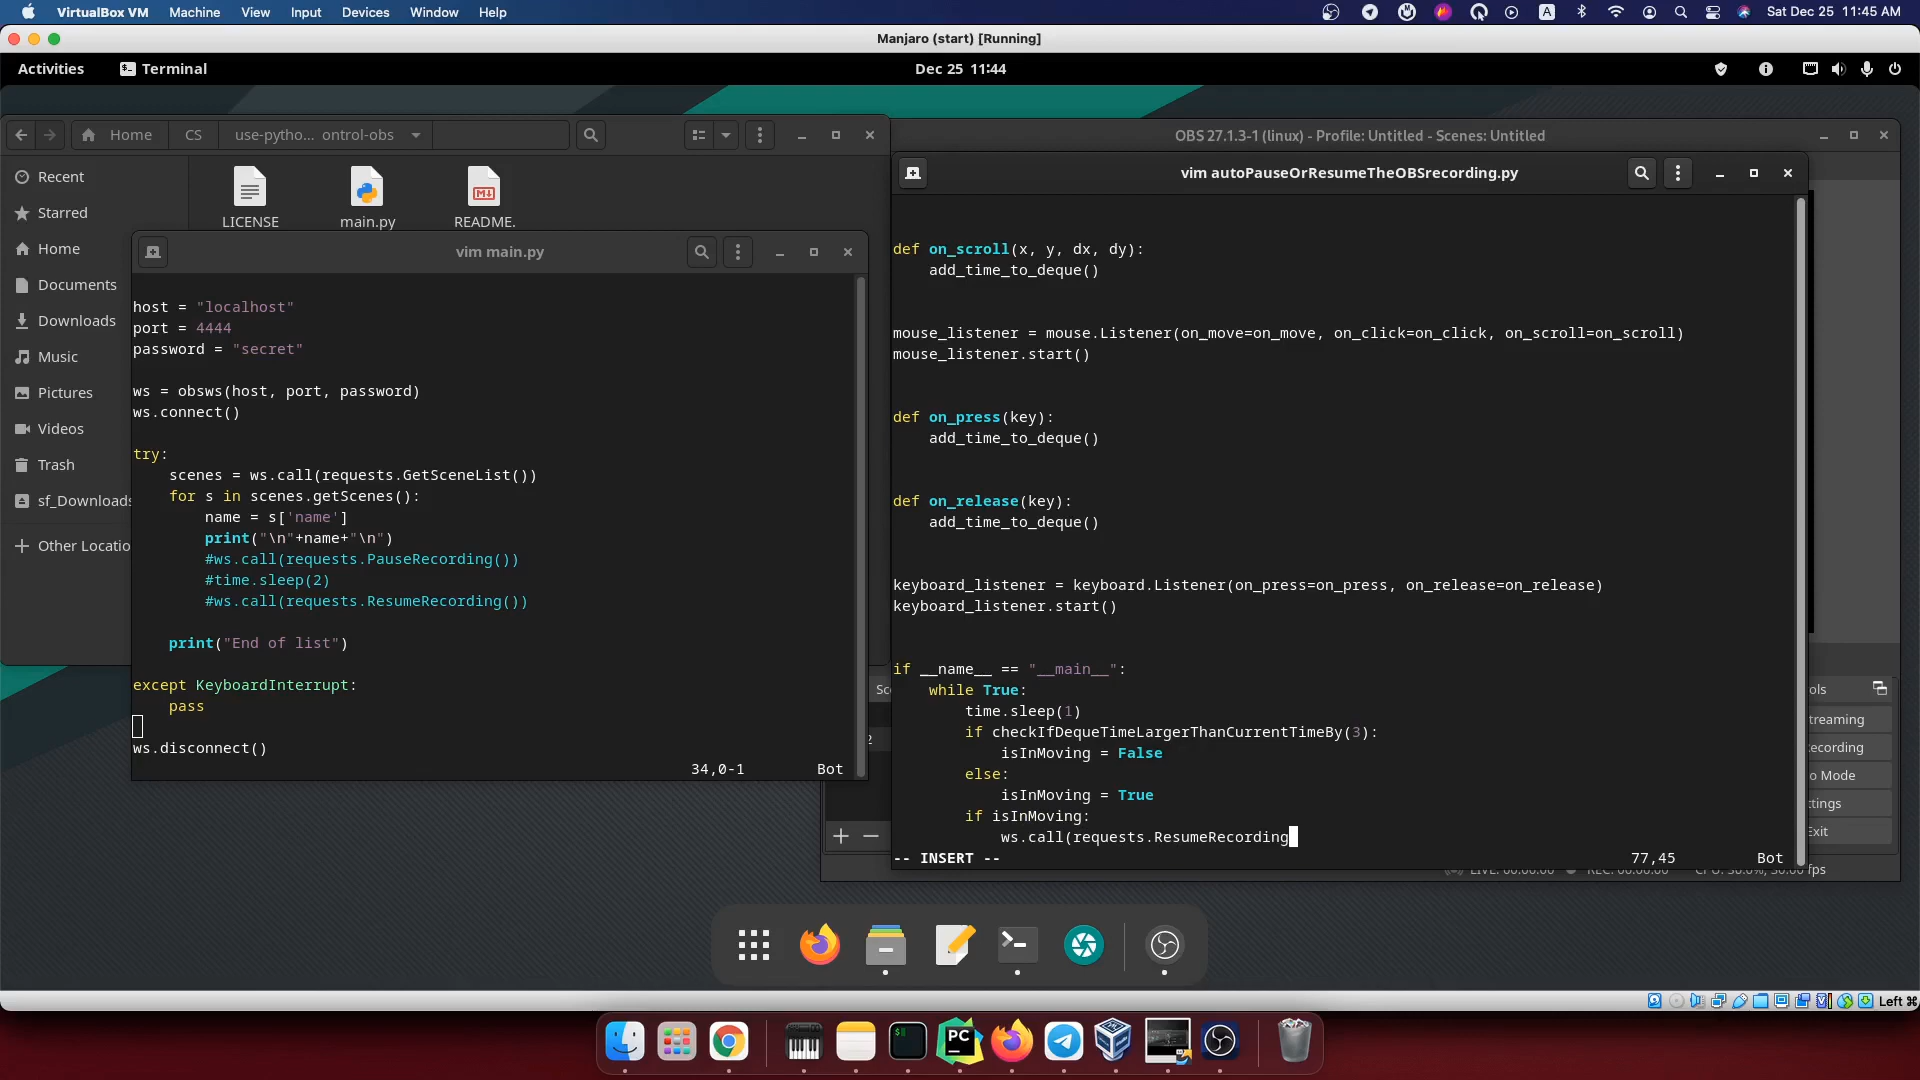 VirtualBox VM Machine View Input Devices Window Help
A
Sat Dec 25 11:45 AM
Manjaro (start) [Running]
Activities Terminal
Dec 25 11:44
Home CS use-pytho... ontrol-obs
Recent
Starred
Home
Documents
Downloads
Music
Pictures
Videos
Trash
sf_Downloads
Other Locatio
LICENSE
main.py
README.
vim main.py
host = "localhost"
port = 4444
password = "secret"
ws = obsws(host, port, password)
ws.connect()
try:
    scenes = ws.call(requests.GetSceneList())
    for s in scenes.getScenes():
        name = s['name']
        print("\n"+name+"\n")
        #ws.call(requests.PauseRecording())
        #time.sleep(2)
        #ws.call(requests.ResumeRecording())
    print("End of list")
except KeyboardInterrupt:
    pass
ws.disconnect()
34,0-1 Bot
OBS 27.1.3-1 (linux) - Profile: Untitled - Scenes: Untitled
vim autoPauseOrResumeTheOBSrecording.py
def on_scroll(x, y, dx, dy):
    add_time_to_deque()
mouse_listener = mouse.Listener(on_move=on_move, on_click=on_click, on_scroll=on_scroll)
mouse_listener.start()
def on_press(key):
    add_time_to_deque()
def on_release(key):
    add_time_to_deque()
keyboard_listener = keyboard.Listener(on_press=on_press, on_release=on_release)
keyboard_listener.start()
if __name__ == "__main__":
    while True:
        time.sleep(1)
        if checkIfDequeTimeLargerThanCurrentTimeBy(3):
            isInMoving = False
        else:
            isInMoving = True
        if isInMoving:
            ws.call(requests.ResumeRecording
-- INSERT --
77,45 Bot
Sce
2
ols
treaming
ecording
o Mode
ttings
Exit
Left ⌘
PC